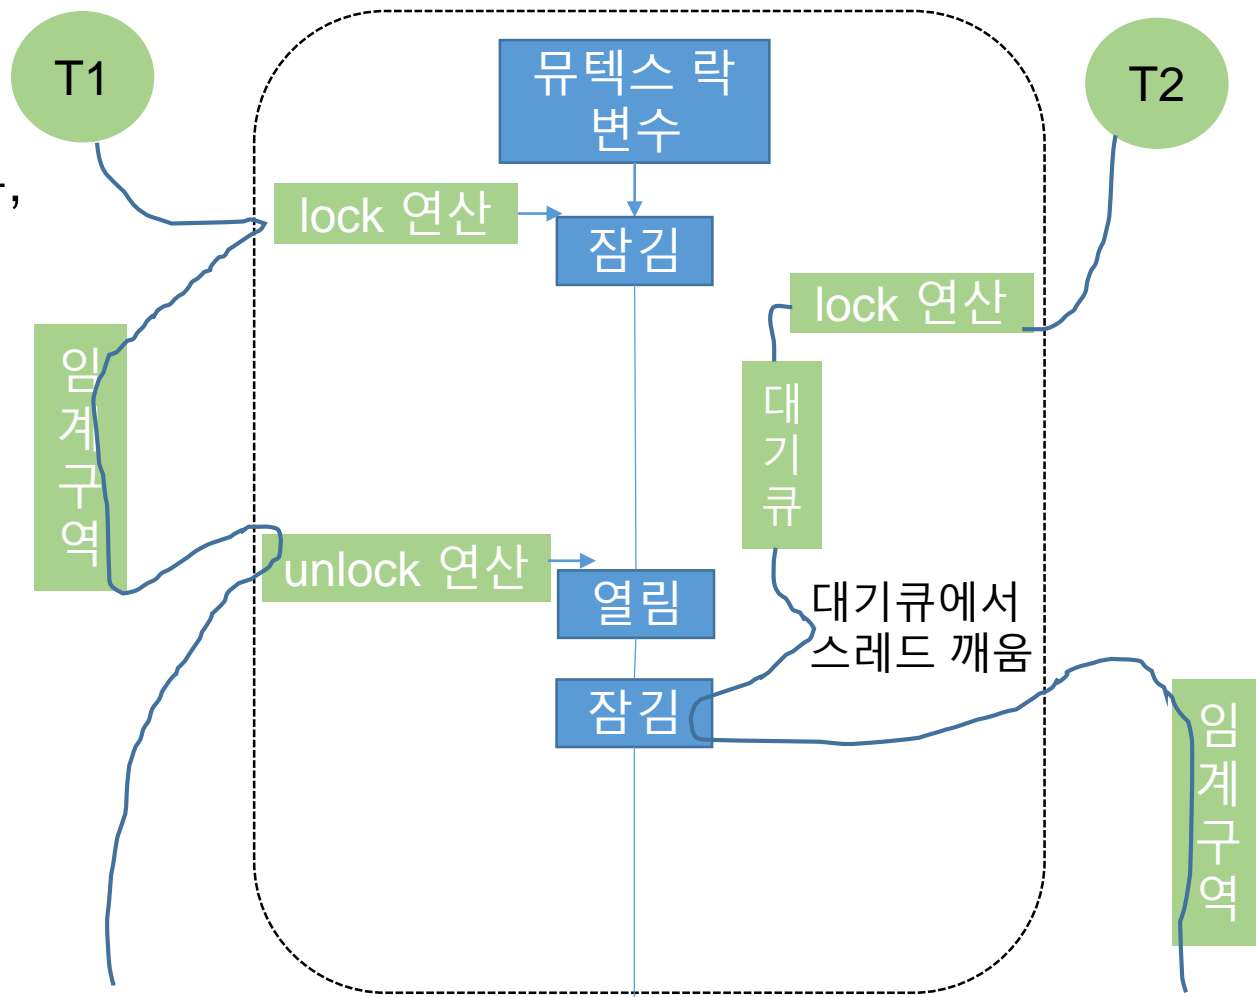 T1
뮤텍스 락
변수
T2
lock 연산
잠김
lock 연산
임
계
구
역
대
기
큐
unlock 연산
열림
대기큐에서
스레드 깨움
잠김
임
계
구
역